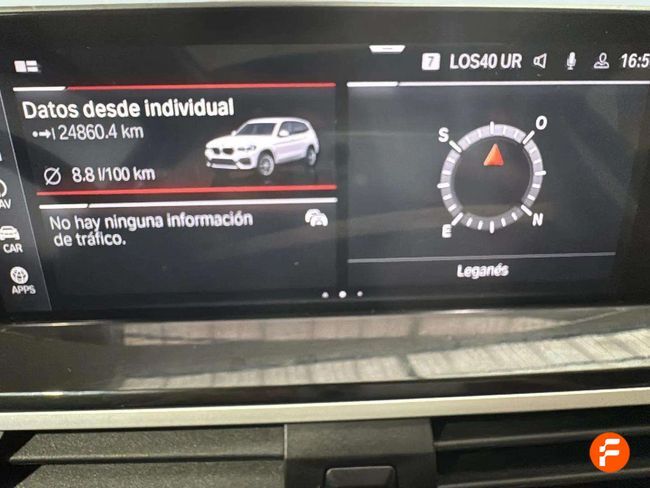 7 LOS40 UR 16:5
Datos desde individual
24860.4 km
Ø 8.8 l/100 km
No hay ninguna información
de tráfico.
S O
E N
Leganés
AV
CAR
APPS